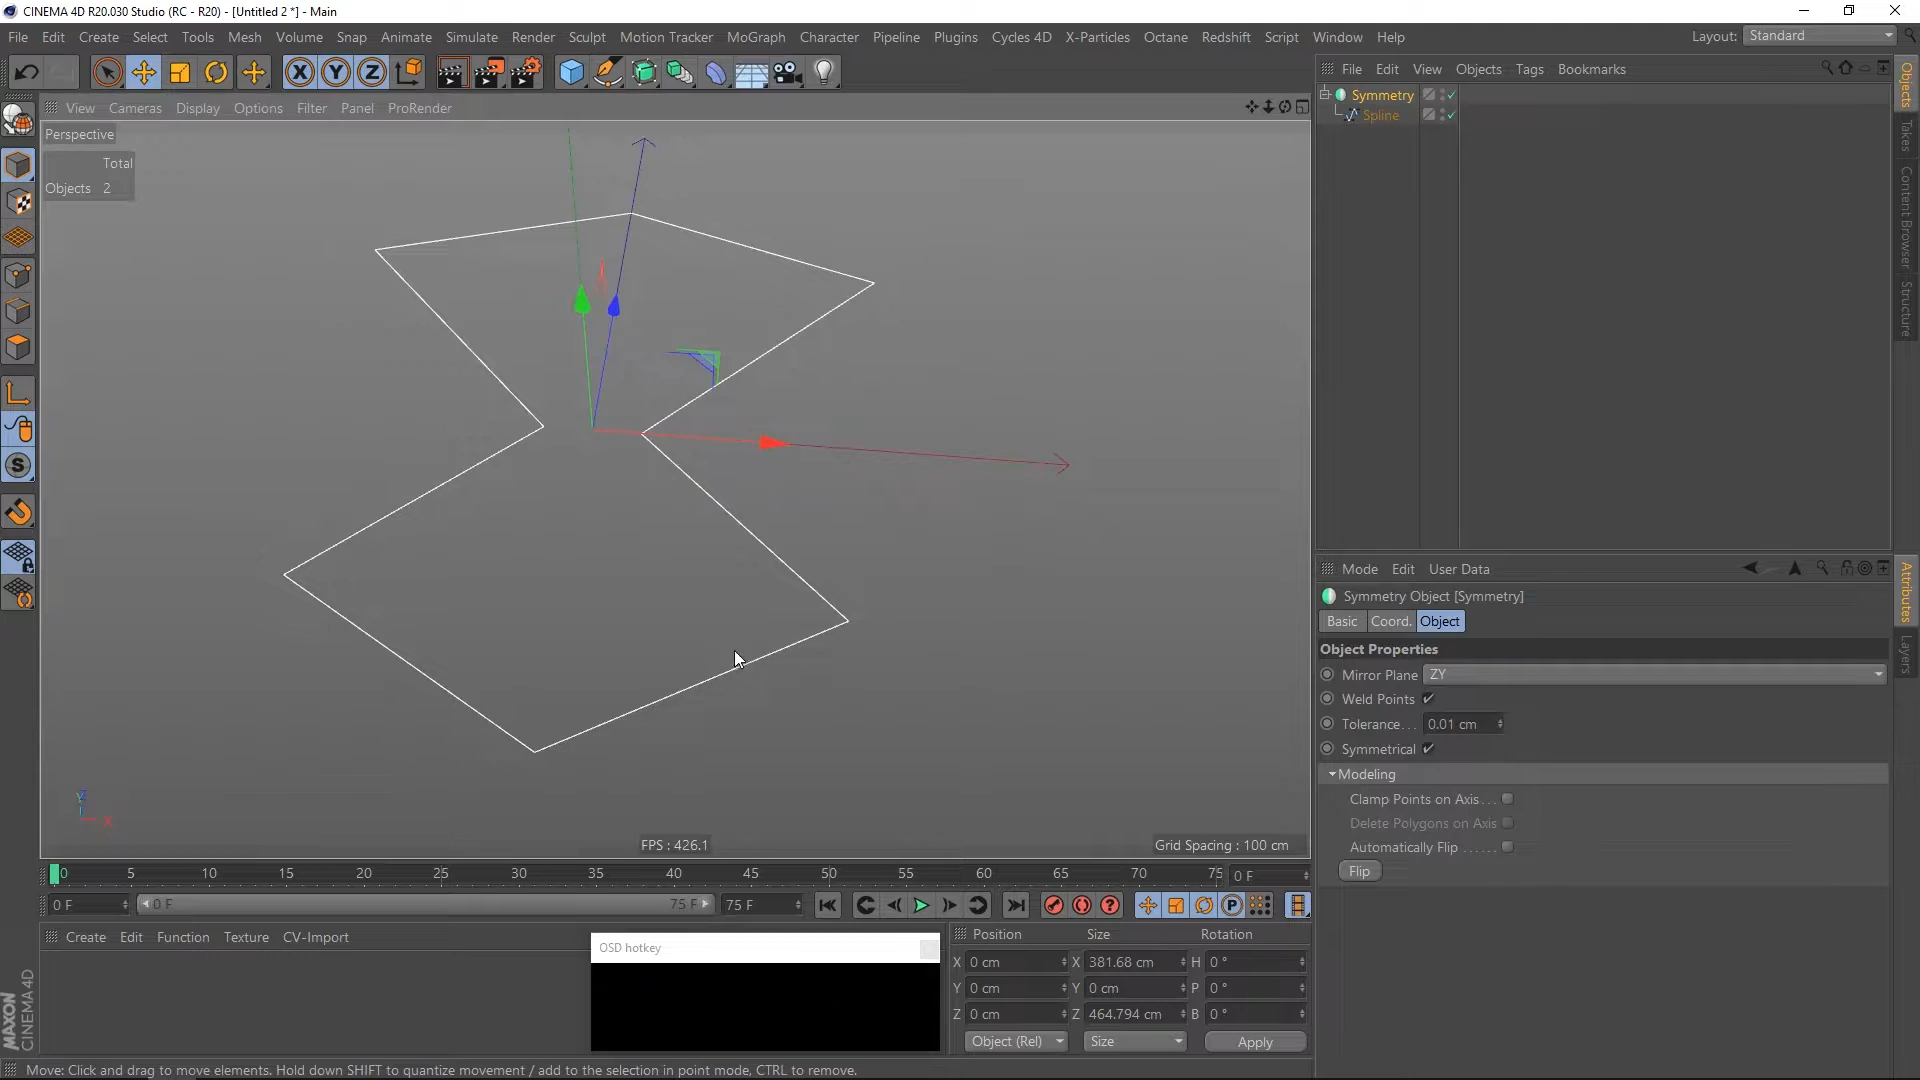 CINEMA 4D R20.030 Studio (RC - R20) - [Untitled 2 *] - Main
File Edit Create Select Tools Mesh Volume Snap Animate Simulate Render Sculpt Motion Tracker MoGraph Character Pipeline Plugins Cycles 4D X-Particles Octane Redshift Script Window Help
Layout: Standard
X Y Z
File Edit View Objects Tags Bookmarks
View Cameras Display Options Filter Panel ProRender
Perspective
Total
Objects 2
Symmetry
Spline
Objects
Takes
Content Browser
Structure
S
Y
X
FPS : 426.1
Grid Spacing : 100 cm
Mode Edit User Data
Symmetry Object [Symmetry]
Basic Coord. Object
Object Properties
Mirror Plane ZY
Weld Points
Tolerance... 0.01 cm
Symmetrical
Modeling
Clamp Points on Axis...
Delete Polygons on Axis
Automatically Flip ......
Flip
Attributes
Layers
0 5 10 15 20 25 30 35 40 45 50 55 60 65 70 75 0 F
0 F 0 F 75 F 75 F
P
Create Edit Function Texture CV-Import
OSD hotkey
Position Size Rotation
X 0 cm X 381.68 cm H 0 °
Y 0 cm Y 0 cm P 0 °
Z 0 cm Z 464.794 cm B 0 °
Object (Rel) Size Apply
MAXON
CINEMA 4D
Move: Click and drag to move elements. Hold down SHIFT to quantize movement / add to the selection in point mode, CTRL to remove.